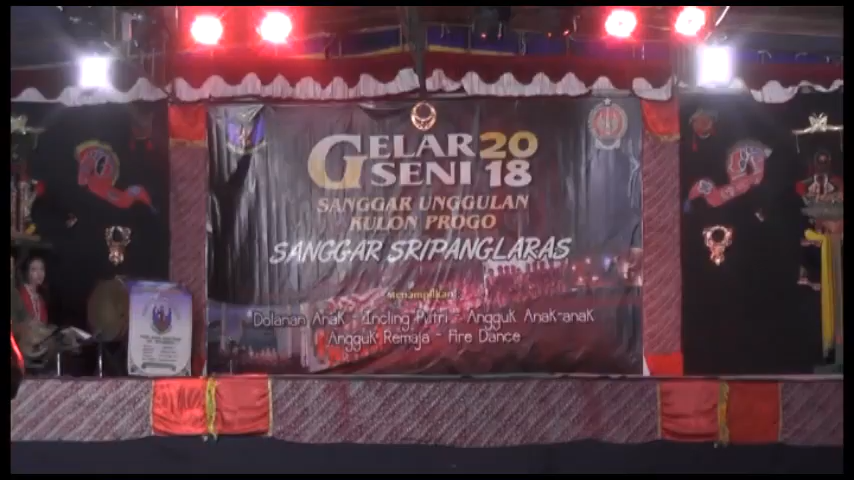 GELAR 2018
SENI
SANGGAR UNGGULAN
KULON PROGO
SANGGAR SRIPANGLARAS
Menampilkan :
Dolanan Anak - Incling Putri - Angguk Anak-anak
Angguk Remaja - Fire Dance